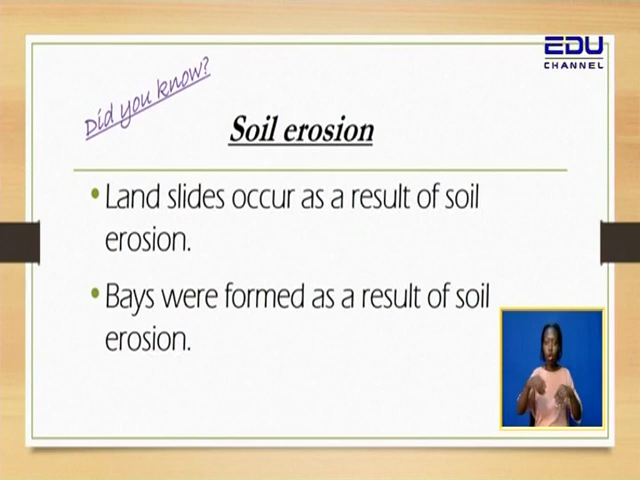 EDU
CHANNEL
Did you know?
Soil erosion
•Land slides occur as a result of soil
erosion.
•Bays were formed as a result of soil
erosion.